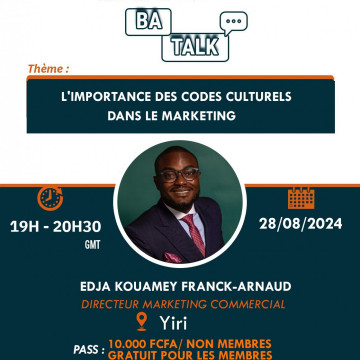 BA
TALK
Thème :
L'IMPORTANCE DES CODES CULTURELS
DANS LE MARKETING
19H - 20H30
GMT
28/08/2024
EDJA KOUAMEY FRANCK-ARNAUD
DIRECTEUR MARKETING COMMERCIAL
Yiri
PASS : 10.000 FCFA/ NON MEMBRES
GRATUIT POUR LES MEMBRES